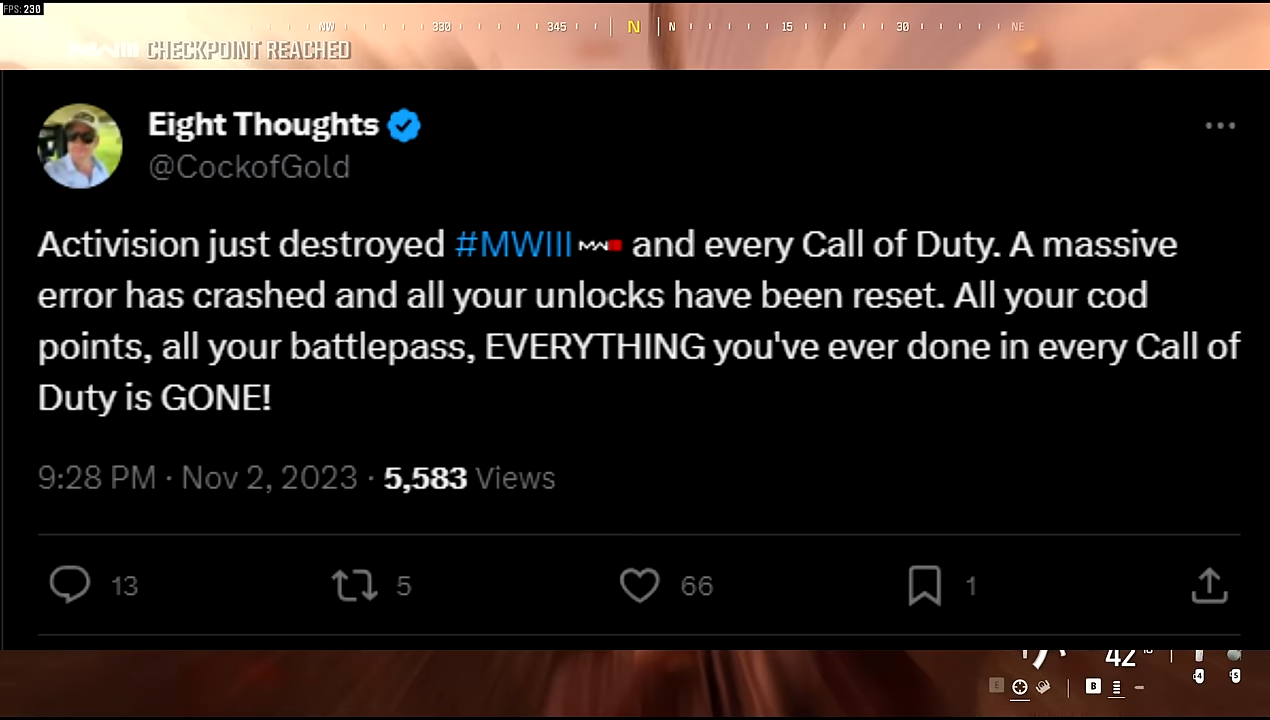 FPS: 230
NW 330 345 N N 15 30 NE
MWIII CHECKPOINT REACHED
Eight Thoughts
@CockofGold
Activision just destroyed #MWIII and every Call of Duty. A massive
error has crashed and all your unlocks have been reset. All your cod
points, all your battlepass, EVERYTHING you've ever done in every Call of
Duty is GONE!
9:28 PM · Nov 2, 2023 · 5,583 Views
13 5 66 1
42
4 5
E B